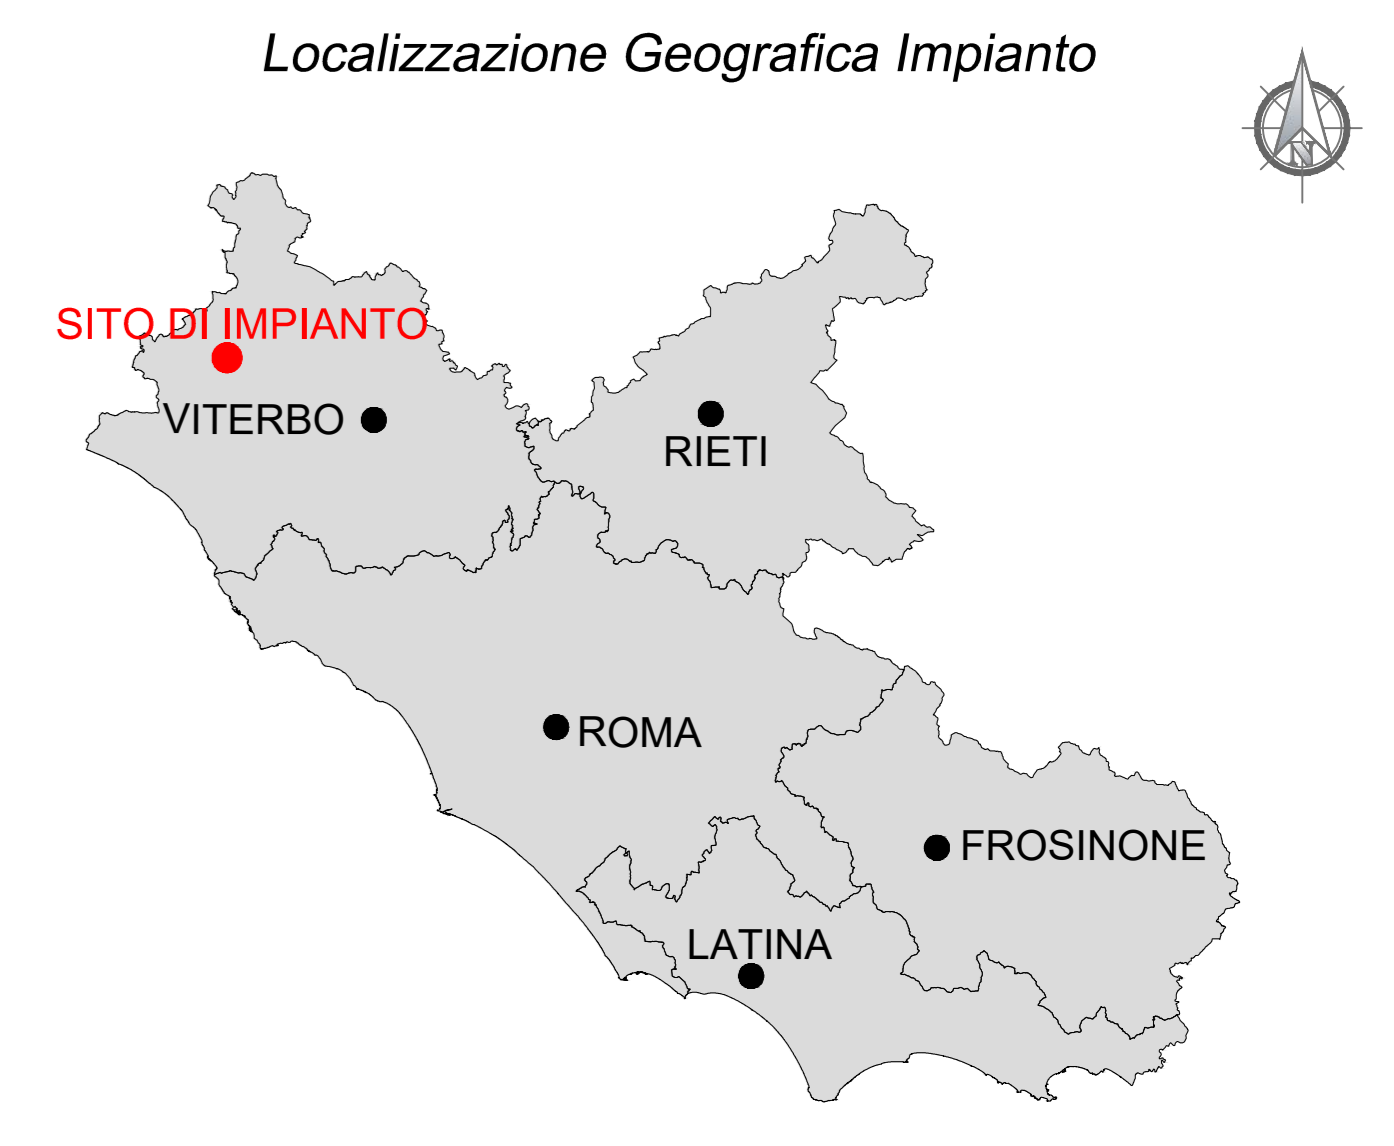 Localizzazione Geografica Impianto
N
SITO DI IMPIANTO
VITERBO
RIETI
ROMA
FROSINONE
LATINA